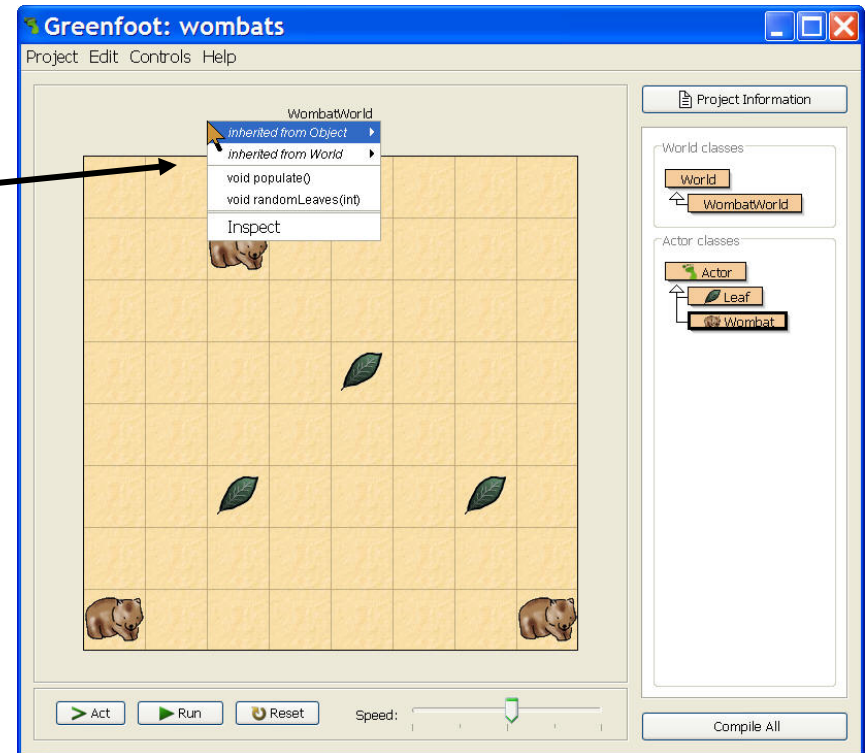 Greenfoot: wombats
Project Edit Controls Help
WombatWorld
inherited from Object
inherited from World
void populate()
void randomLeaves(int)
Inspect
Project Information
World classes
World
WombatWorld
Actor classes
Actor
Leaf
Wombat
> Act
Run
Reset
Speed:
Compile All